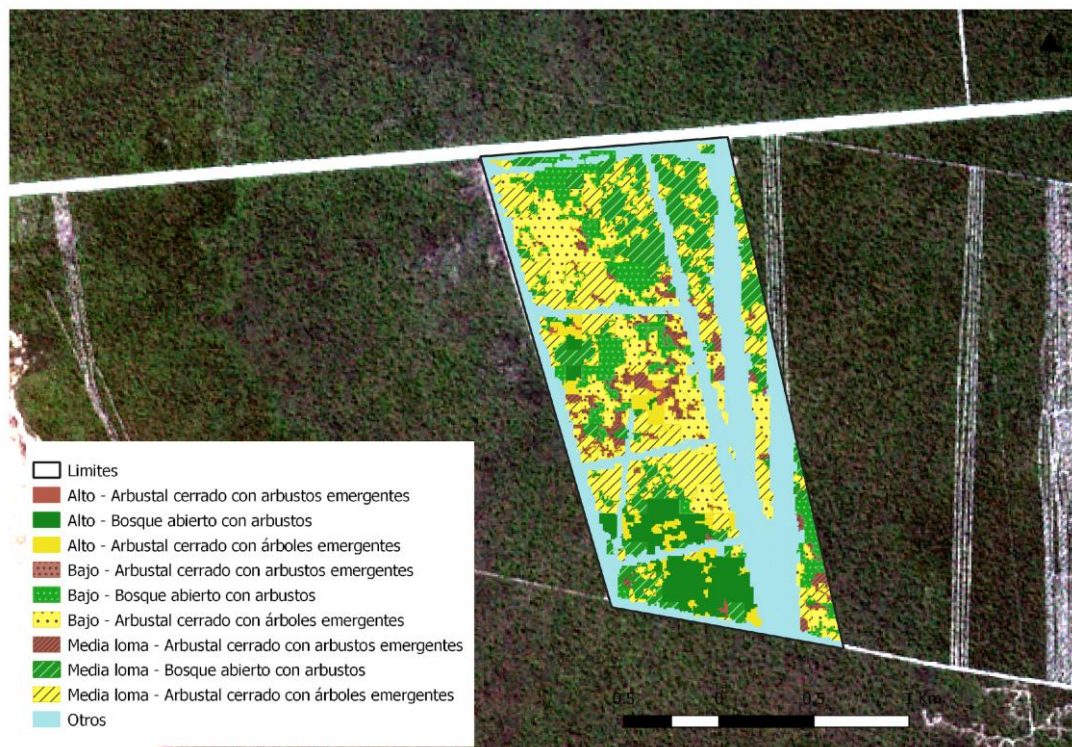 Limites
Alto - Arbustal cerrado con arbustos emergentes
Alto - Bosque abierto con arbustos
Alto - Arbustal cerrado con árboles emergentes
Bajo - Arbustal cerrado con arbustos emergentes
Bajo - Bosque abierto con arbustos
Bajo - Arbustal cerrado con árboles emergentes
Media loma - Arbustal cerrado con arbustos emergentes
Media loma - Bosque abierto con arbustos
Media loma - Arbustal cerrado con árboles emergentes
Otros
0.5 0 0.5 1 Km